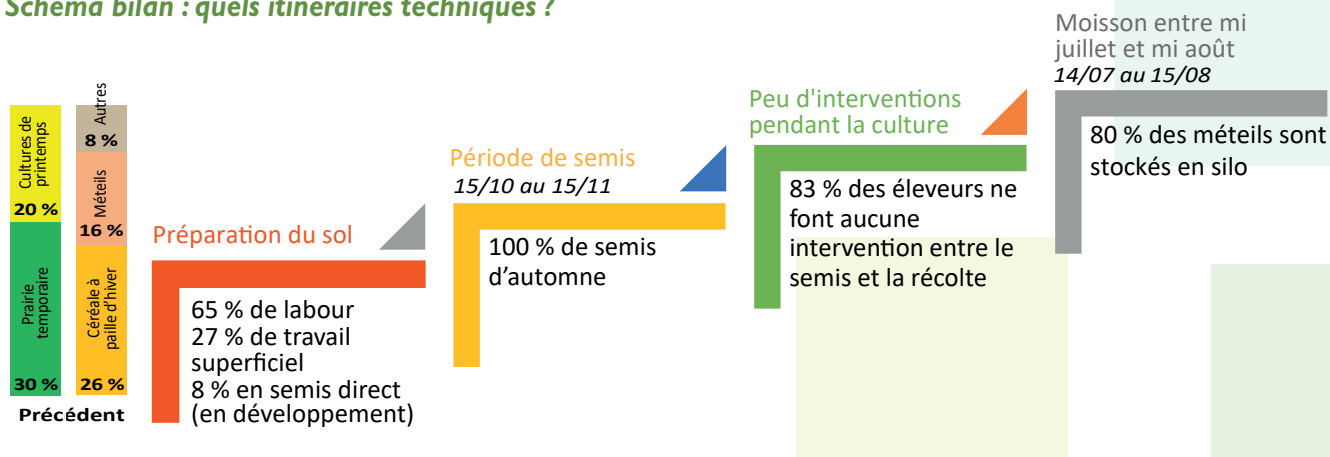 Schéma bilan : quels itinéraires techniques ?
Cultures de
printemps
20 %
Prairie
temporaire
30 %
Autres
8 %
Méteils
16 %
Céréale à
paille d'hiver
26 %
Précédent
Préparation du sol
65 % de labour
27 % de travail
superficiel
8 % en semis direct
(en développement)
Période de semis
15/10 au 15/11
100 % de semis
d'automne
Peu d'interventions
pendant la culture
83 % des éleveurs ne
font aucune
intervention entre le
semis et la récolte
Moisson entre mi
juillet et mi août
14/07 au 15/08
80 % des méteils sont
stockés en silo